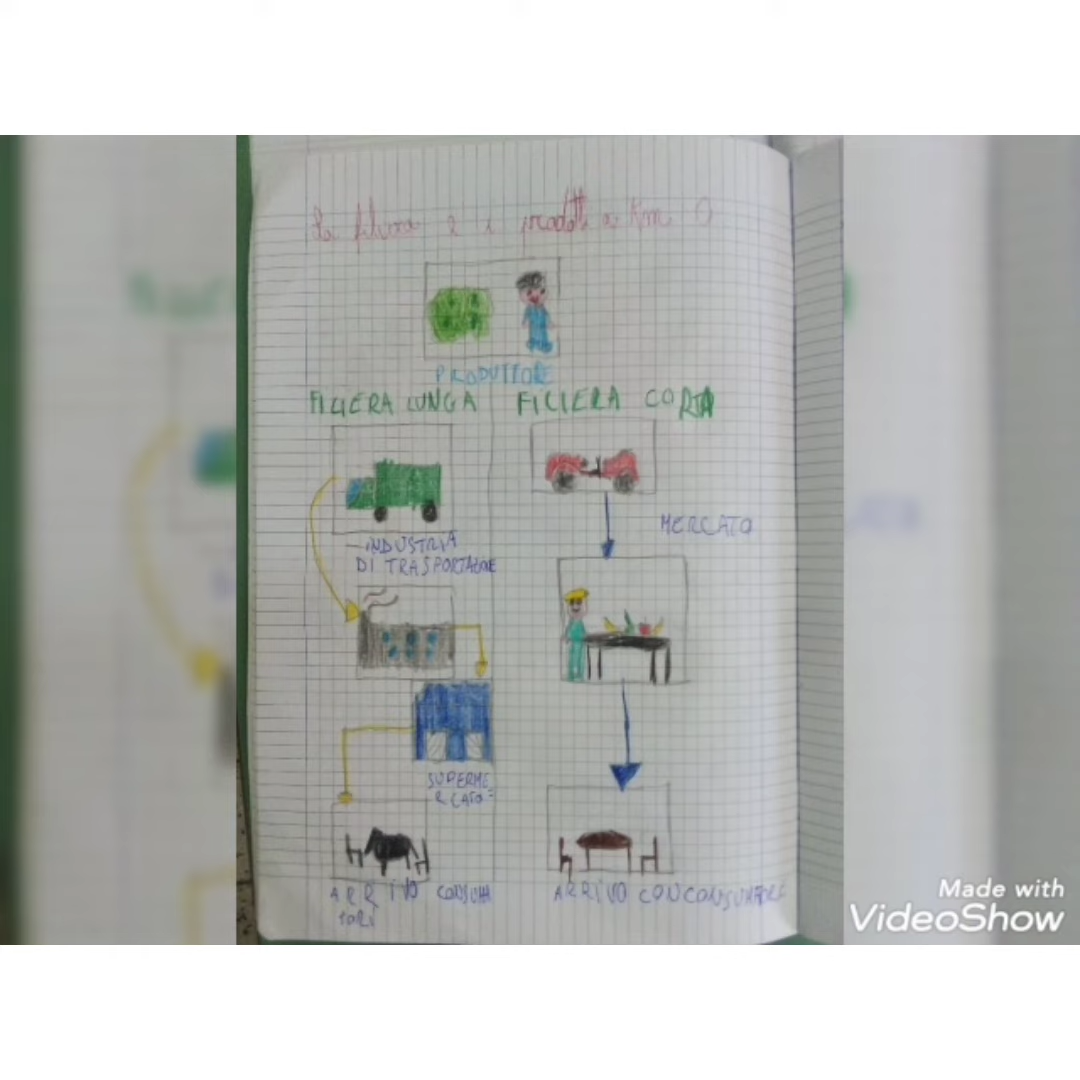 La filiera e i prodotti a Km 0
PRODUTTORE
FILIERA LUNGA
FILIERA CORTA
INDUSTRIA
DI TRASPORTAZIONE
MERCATO
SUPERME
RCATO
ARRIVO CONSUMA
TORI
ARRIVO CONCONSUMATORE
Made with
VideoShow